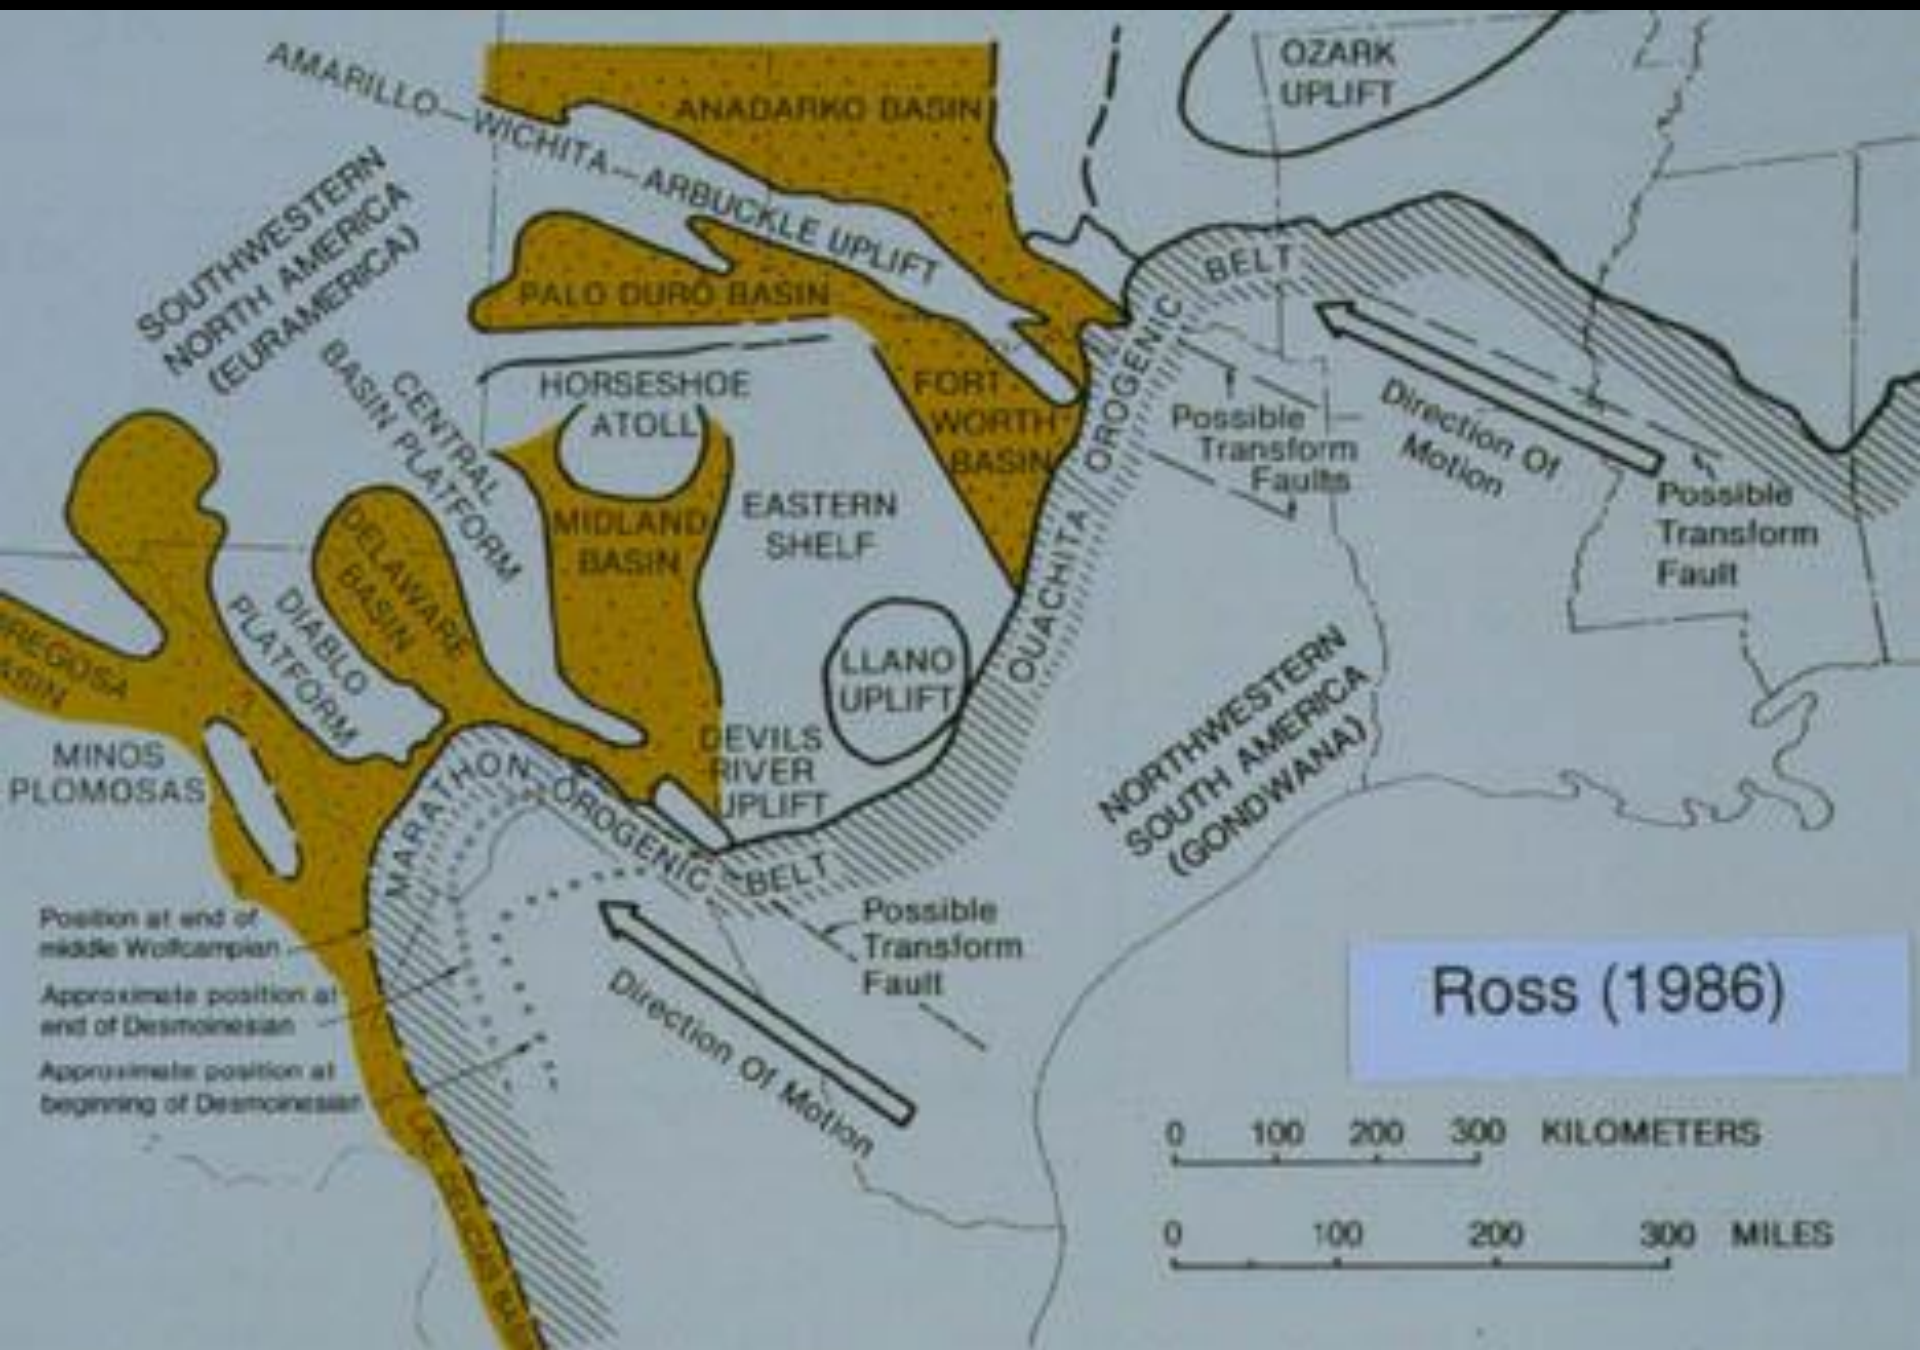 OZARK
UPLIFT
AMARILLO—WICHITA—ARBUCKLE UPLIFT
ANADARKO BASIN
SOUTHWESTERN
NORTH AMERICA
(EURAMERICA)
PALO DURO BASIN
BELT
CENTRAL
BASIN PLATFORM
HORSESHOE
ATOLL
FORT
WORTH
BASIN
OUACHITA OROGENIC
Possible
Transform
Faults
Direction Of
Motion
Possible
Transform
Fault
EASTERN
SHELF
MIDLAND
BASIN
DELAWARE
BASIN
DIABLO
PLATFORM
REGOSA
ASIN
LLANO
UPLIFT
NORTHWESTERN
SOUTH AMERICA
(GONDWANA)
MINOS
PLOMOSAS
DEVILS
RIVER
UPLIFT
MARATHON OROGENIC BELT
Position at end of
middle Wolfcampian
Approximate position at
end of Desmoinesian
Approximate position at
beginning of Desmoinesian
Possible
Transform
Fault
Direction Of Motion
Ross (1986)
0 100 200 300 KILOMETERS
0 100 200 300 MILES